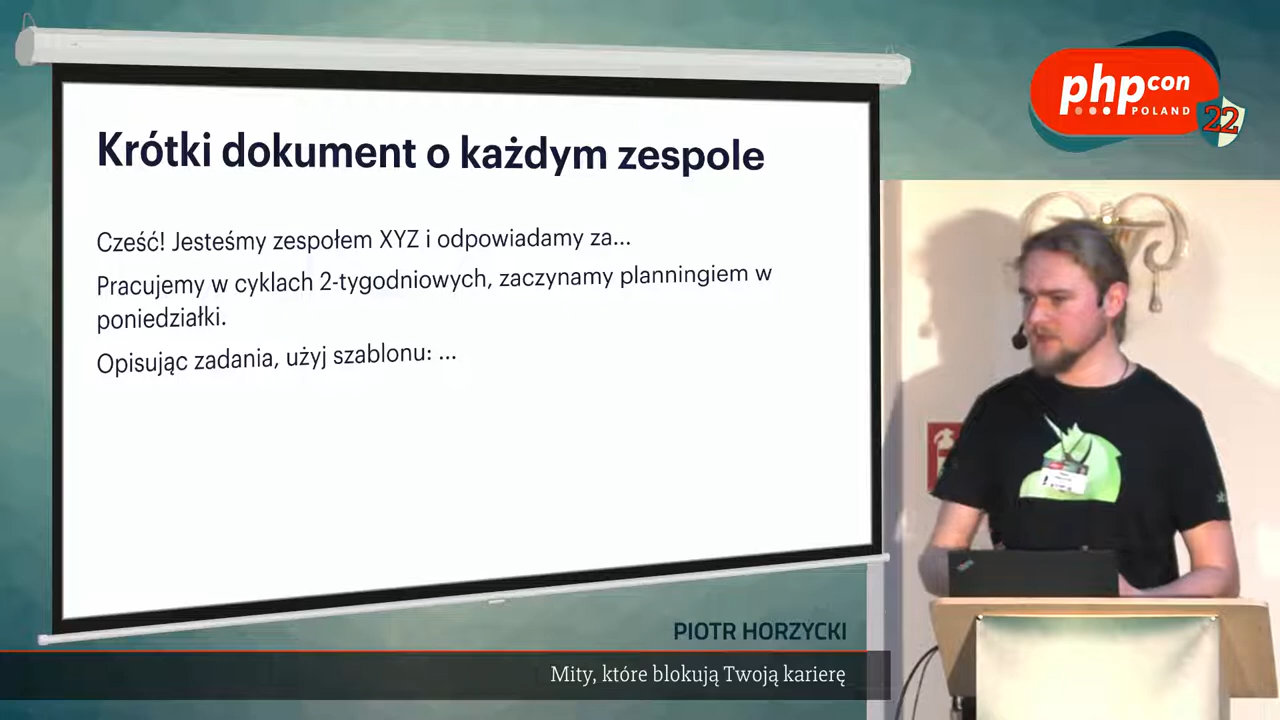 Krótki dokument o każdym zespole
Cześć! Jesteśmy zespołem XYZ i odpowiadamy za...
Pracujemy w cyklach 2-tygodniowych, zaczynamy planningiem w
poniedziałki.
Opisując zadania, użyj szablonu: ...
phpcon
POLAND
22
PIOTR HORZYCKI
Mity, które blokują Twoją karierę